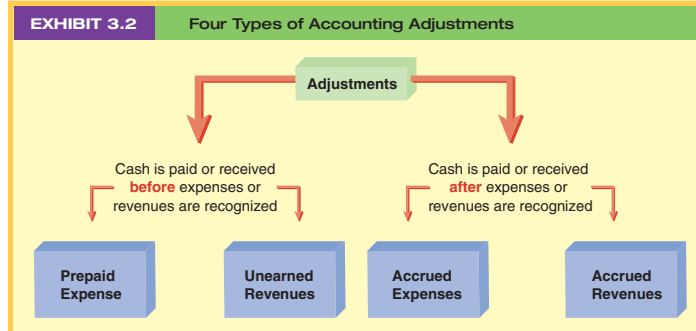 EXHIBIT 3.2 Four Types of Accounting Adjustments
Adjustments
Cash is paid or received
before expenses or
revenues are recognized
Cash is paid or received
after expenses or
revenues are recognized
Prepaid
Expense
Unearned
Revenues
Accrued
Expenses
Accrued
Revenues